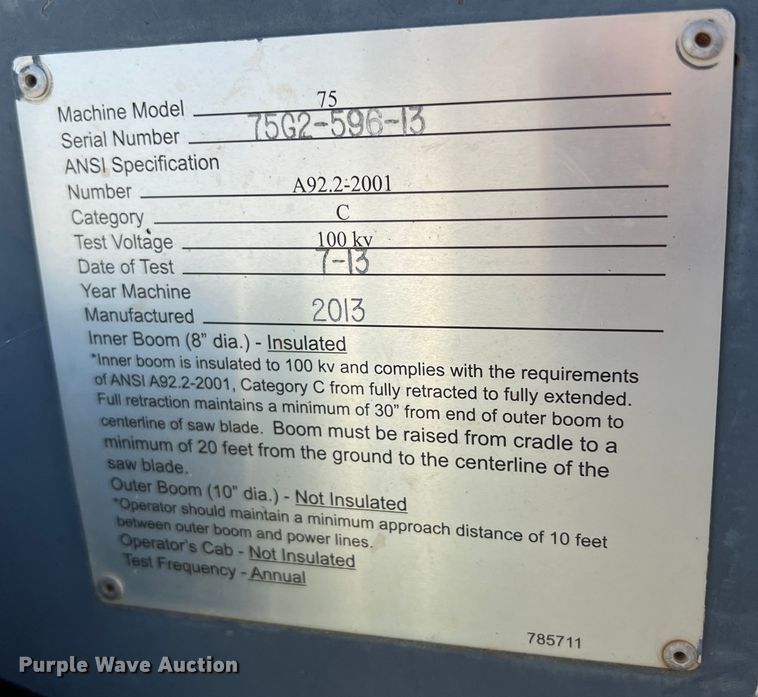 Machine Model 75
Serial Number 75G2-596-13
ANSI Specification
Number A92.2-2001
Category C
Test Voltage 100 kv
Date of Test 7-13
Year Machine
Manufactured 2013
Inner Boom (8" dia.) - Insulated
*Inner boom is insulated to 100 kv and complies with the requirements
of ANSI A92.2-2001, Category C from fully retracted to fully extended.
Full retraction maintains a minimum of 30" from end of outer boom to
centerline of saw blade. Boom must be raised from cradle to a
minimum of 20 feet from the ground to the centerline of the
saw blade.
Outer Boom (10" dia.) - Not Insulated
*Operator should maintain a minimum approach distance of 10 feet
between outer boom and power lines.
Operator's Cab - Not Insulated
Test Frequency - Annual
785711
Purple Wave Auction